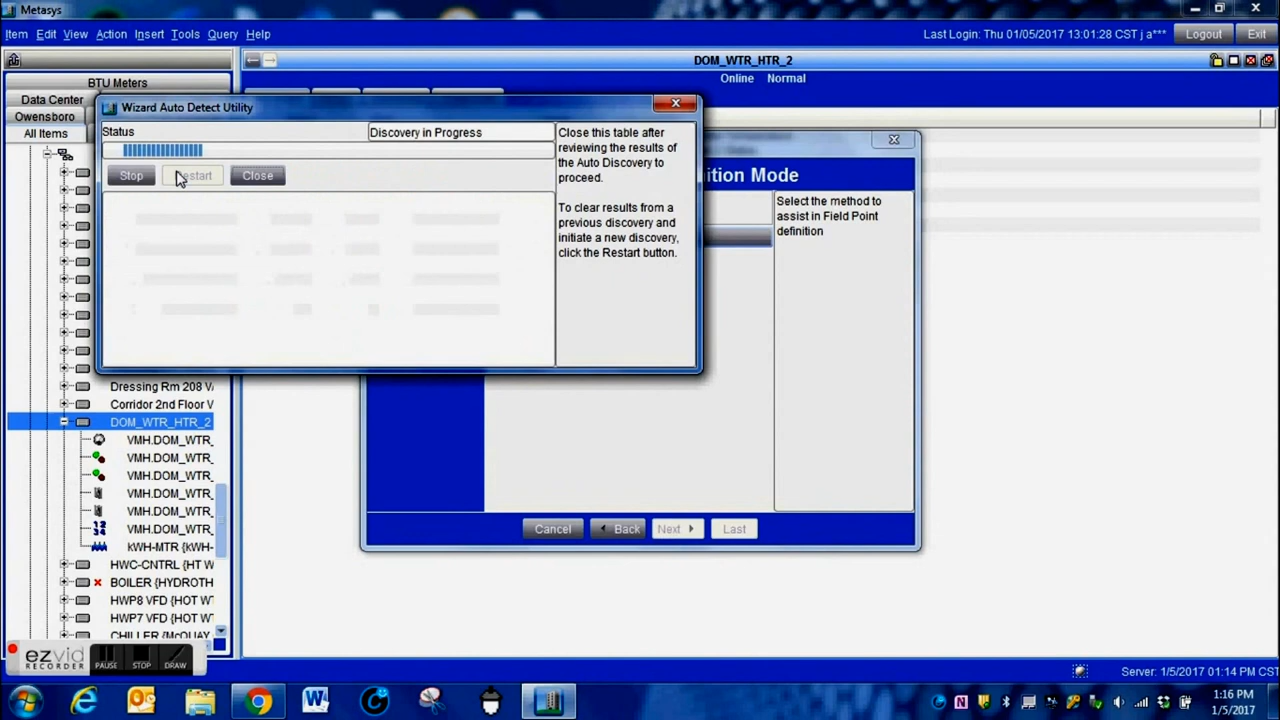 Metasys
Item Edit View Action Insert Tools Query Help
Last Login: Thu 01/05/2017 13:01:28 CST j a***
Logout
Exit
BTU Meters
Data Center
Owensboro
All Items
DOM_WTR_HTR_2
Online Normal
Wizard Auto Detect Utility
Status
Discovery in Progress
Stop
Close
Close this table after
reviewing the results of
the Auto Discovery to
proceed.
To clear results from a
previous discovery and
initiate a new discovery,
click the Restart button.
ition Mode
Select the method to
assist in Field Point
definition
Cancel
Back
Next
Last
Dressing Rm 208 V
Corridor 2nd Floor V
DOM_WTR_HTR_2
VMH.DOM_WTR_
VMH.DOM_WTR_
VMH.DOM_WTR_
VMH.DOM_WTR_
VMH.DOM_WTR_
12
34
VMH.DOM_WTR_
kWH-MTR {kWH-
HWC-CNTRL {HT W
BOILER {HYDROTH
HWP8 VFD {HOT WT
HWP7 VFD {HOT WT
CHILLER {McQUAY
ezvid
RECORDER
PAUSE
STOP
DRAW
Server: 1/5/2017 01:14 PM CST
1:16 PM
1/5/2017